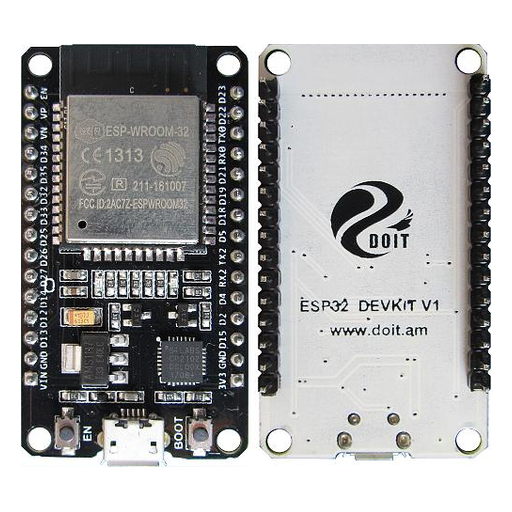 EN
VP
VN
D34
D35
D32
D33
D25
D26
D27
D14
D12
D13
GND
VIN
C
ESP-WROOM-32
CE1313
R 211-161007
FCC ID:2AC7Z-ESPWROOM32
D23
D22
TX0
RX0
D21
D19
D18
D5
TX2
RX2
D4
D2
D15
GND
3V3
EN
BOOT
DOIT
ESP32 DEVKIT V1
www.doit.am